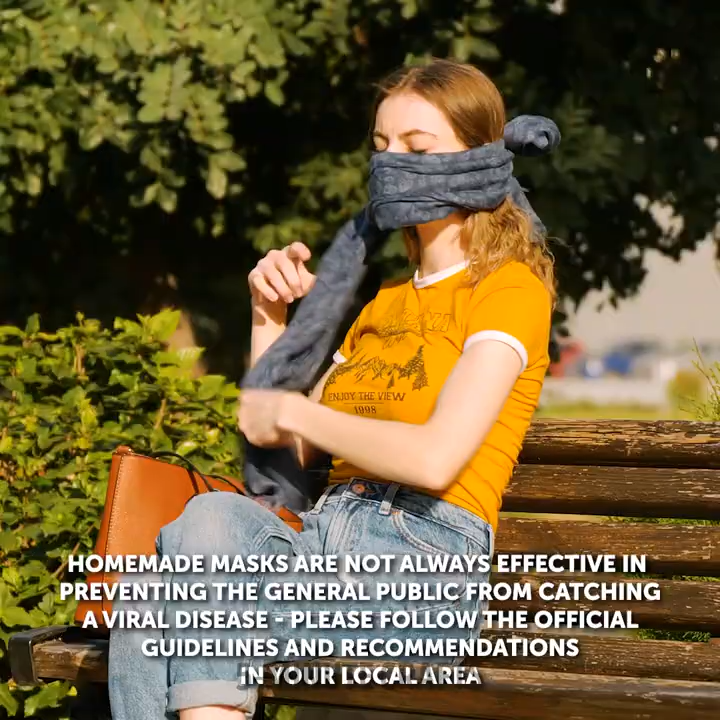 ENJOY THE VIEW
1998
HOMEMADE MASKS ARE NOT ALWAYS EFFECTIVE IN
PREVENTING THE GENERAL PUBLIC FROM CATCHING
A VIRAL DISEASE - PLEASE FOLLOW THE OFFICIAL
GUIDELINES AND RECOMMENDATIONS
IN YOUR LOCAL AREA